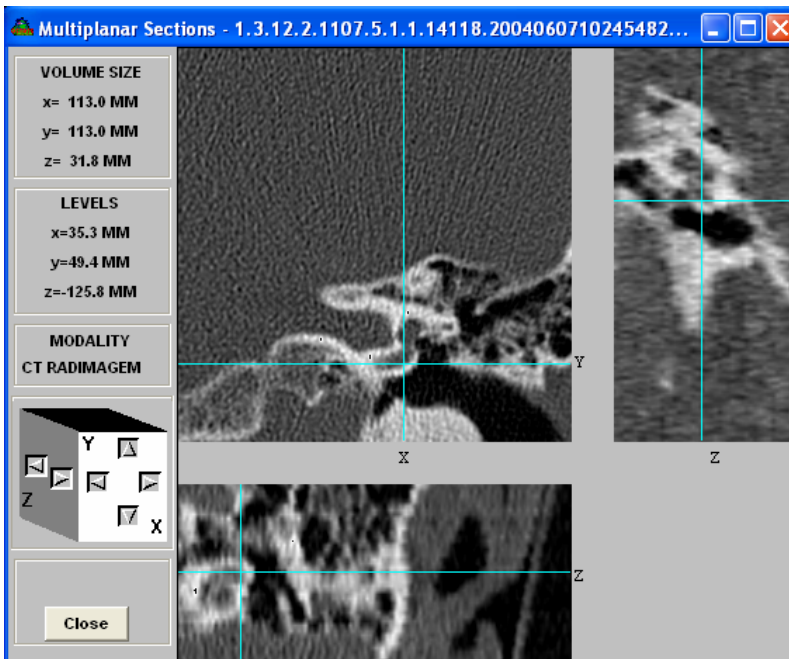 Multiplanar Sections - 1.3.12.2.1107.5.1.1.14118.2004060710245482...
VOLUME SIZE
x= 113.0 MM
y= 113.0 MM
z= 31.8 MM
LEVELS
x=35.3 MM
y=49.4 MM
z=-125.8 MM
MODALITY
CT RADIMAGEM
Y
Z
X
Close
Y
X
Z
Z